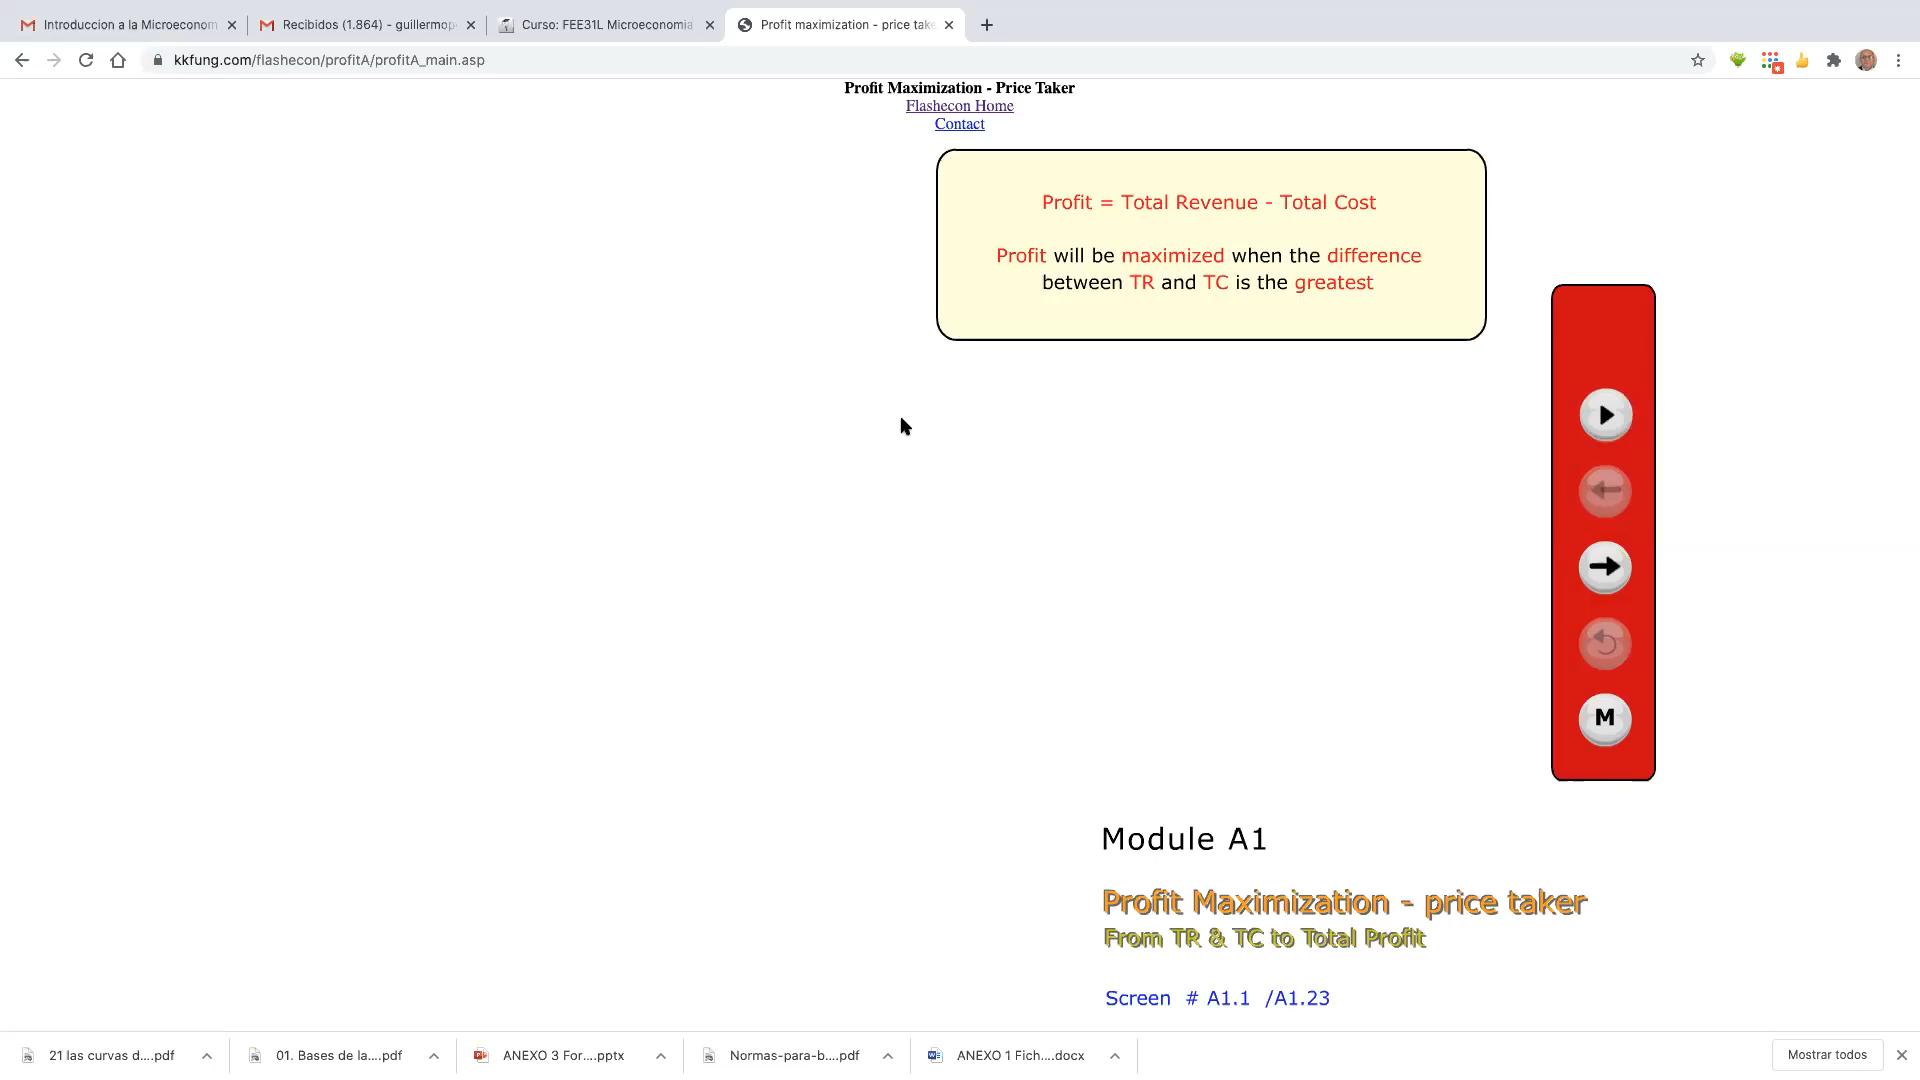 Introduccion a la Microeconom
Recibidos (1.864) - guillermop
Curso: FEE31L Microeconomia
Profit maximization - price take
kkfung.com/flashecon/profitA/profitA_main.asp
Profit Maximization - Price Taker
Flashecon Home
Contact
Profit = Total Revenue - Total Cost
Profit will be maximized when the difference
between TR and TC is the greatest
M
Module A1
Profit Maximization - price taker
From TR & TC to Total Profit
Screen # A1.1 /A1.23
21 las curvas d....pdf
01. Bases de la....pdf
ANEXO 3 For....pptx
Normas-para-b....pdf
ANEXO 1 Fich....docx
Mostrar todos